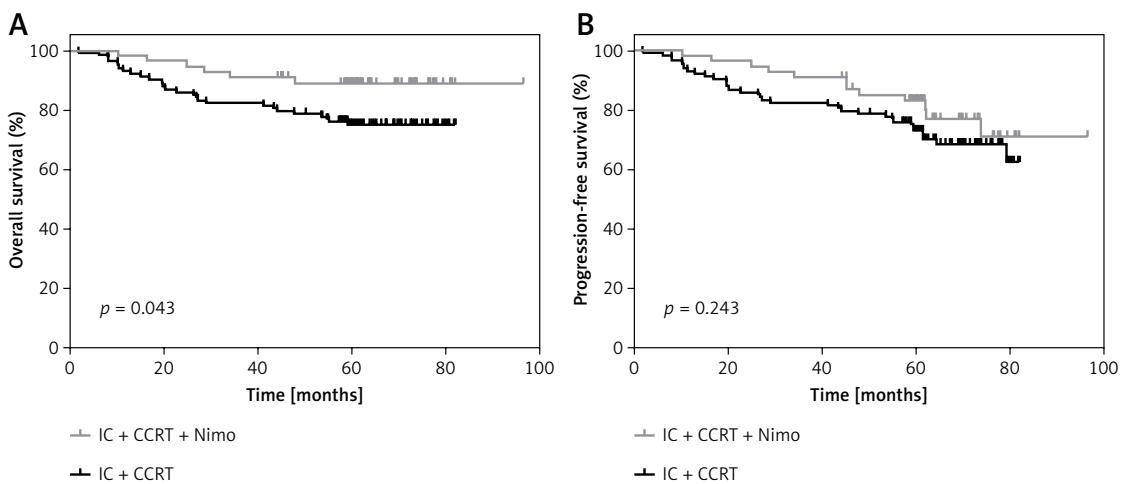 A
100
80
60
40
20
0
Overall survival (%)
p = 0.043
0 20 40 60 80 100
Time [months]
IC + CCRT + Nimo
IC + CCRT
B
100
80
60
40
20
0
Progression-free survival (%)
p = 0.243
0 20 40 60 80 100
Time [months]
IC + CCRT + Nimo
IC + CCRT